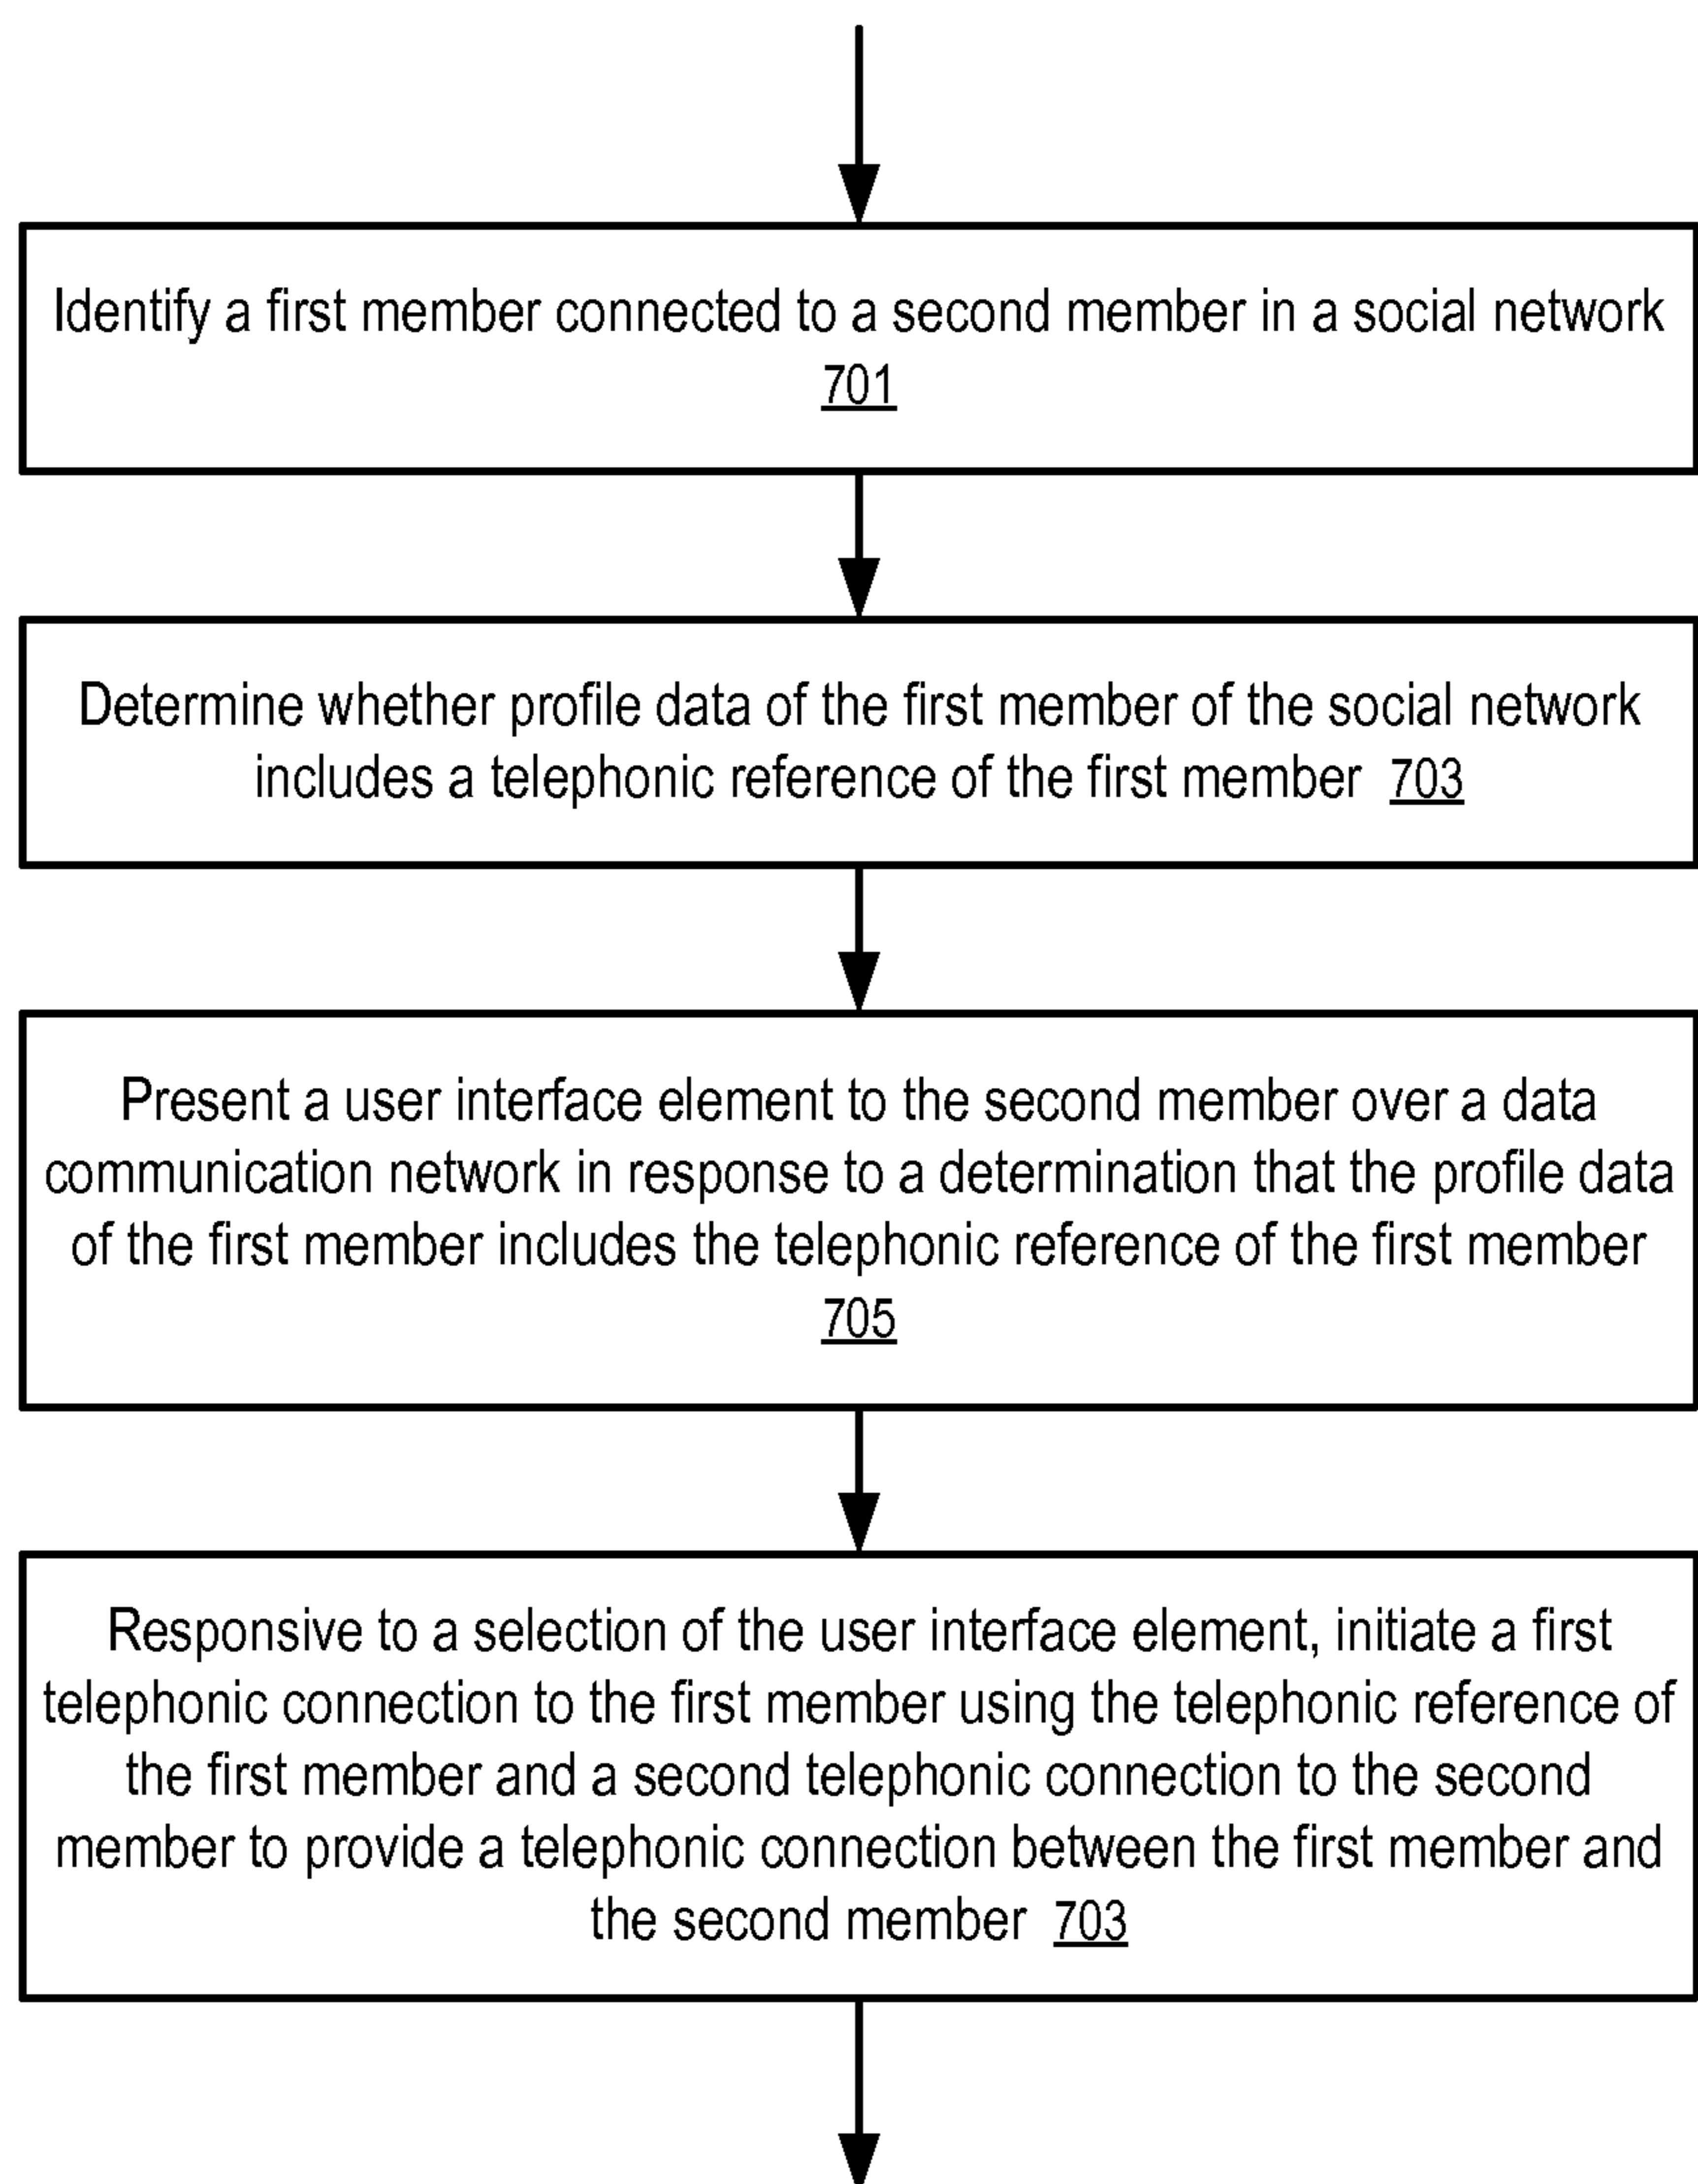 Identify a first member connected to a second member in a social network
701
Determine whether profile data of the first member of the social network
includes a telephonic reference of the first member 703
Present a user interface element to the second member over a data
communication network in response to a determination that the profile data
of the first member includes the telephonic reference of the first member
705
Responsive to a selection of the user interface element, initiate a first
telephonic connection to the first member using the telephonic reference of
the first member and a second telephonic connection to the second
member to provide a telephonic connection between the first member and
the second member 703